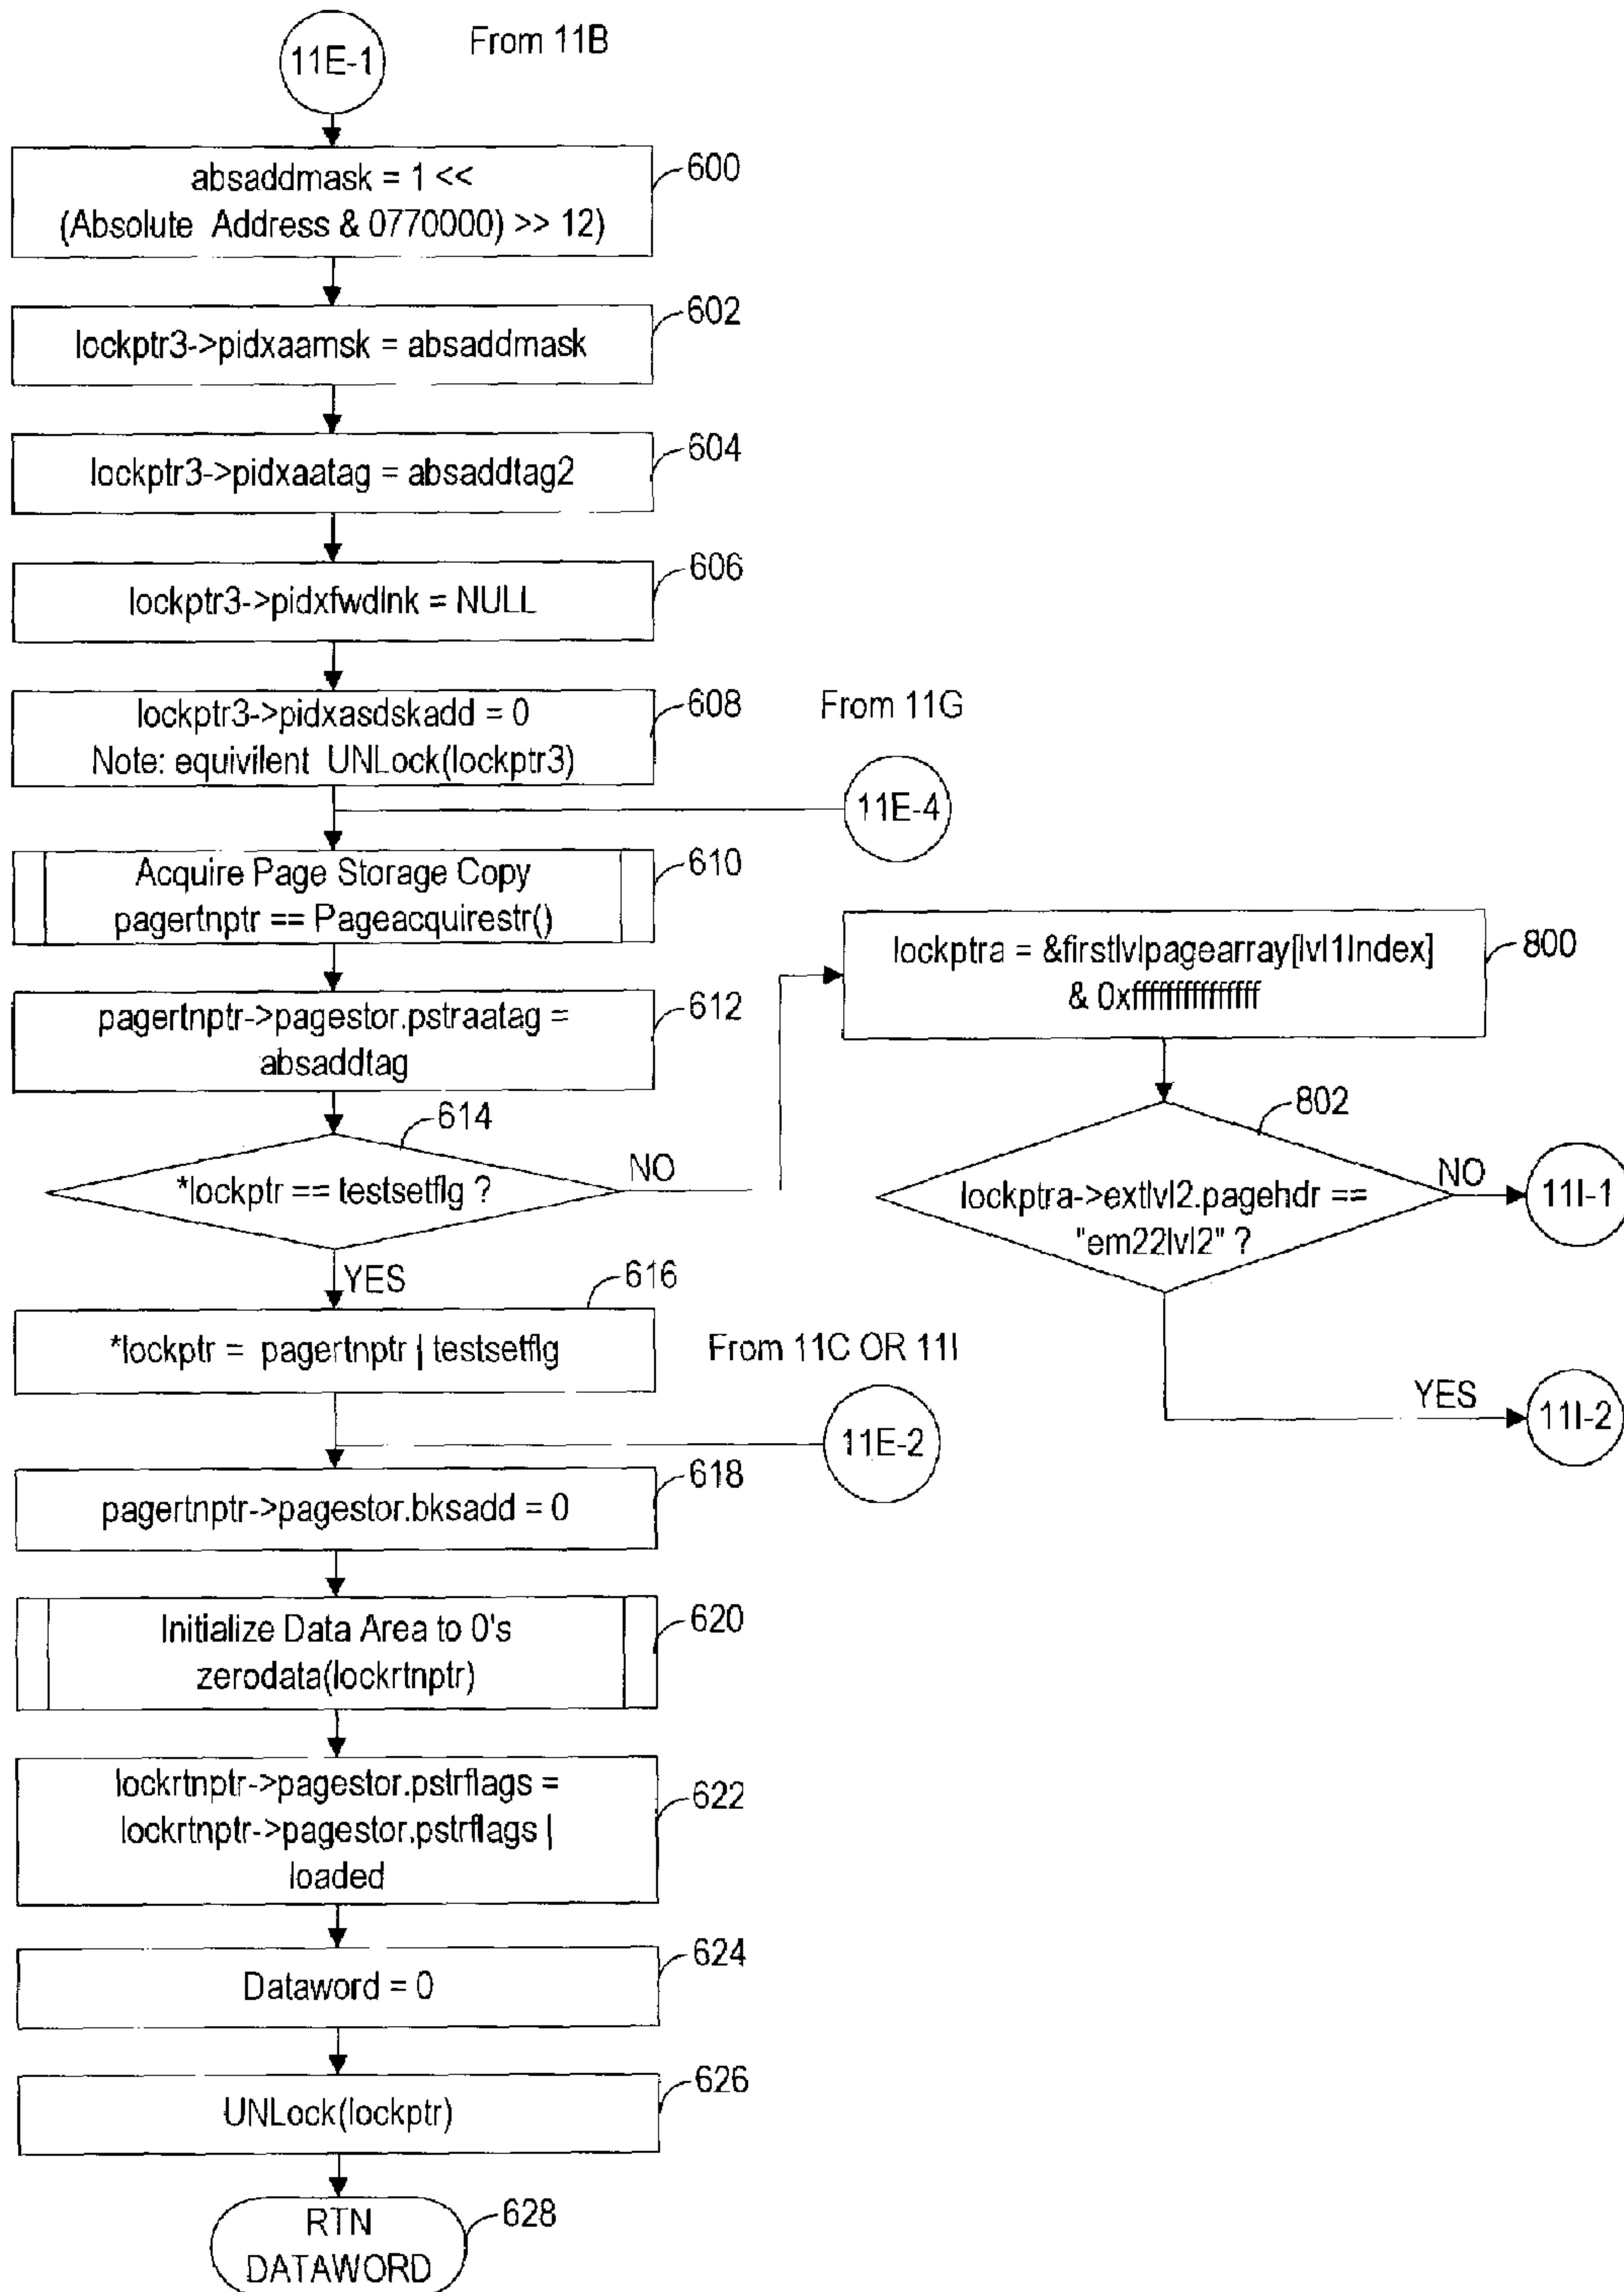 11E-1
From 11B
absaddmask = 1 <<
(Absolute Address & 0770000) >> 12)
600
lockptr3->pidxaamsk = absaddmask
602
lockptr3->pidxaatag = absaddtag2
604
lockptr3->pidxfwdlnk = NULL
606
lockptr3->pidxasdskadd = 0
Note: equivilent UNLock(lockptr3)
608
From 11G
11E-4
Acquire Page Storage Copy
pagertnptr == Pageacquirestr()
610
pagertnptr->pagestor.pstraatag =
absaddtag
612
*lockptr == testsetflg ?
614
NO
YES
lockptra = &firstlvlpagearray[lvl1Index]
& 0xfffffffffffffff
800
lockptra->extlvl2.pagehdr ==
"em22lvl2" ?
802
NO
11I-1
YES
11I-2
*lockptr = pagertnptr | testsetflg
616
From 11C OR 11I
11E-2
pagertnptr->pagestor.bksadd = 0
618
Initialize Data Area to 0's
zerodata(lockrtnptr)
620
lockrtnptr->pagestor.pstrflags =
lockrtnptr->pagestor.pstrflags |
loaded
622
Dataword = 0
624
UNLock(lockptr)
626
RTN
DATAWORD
628